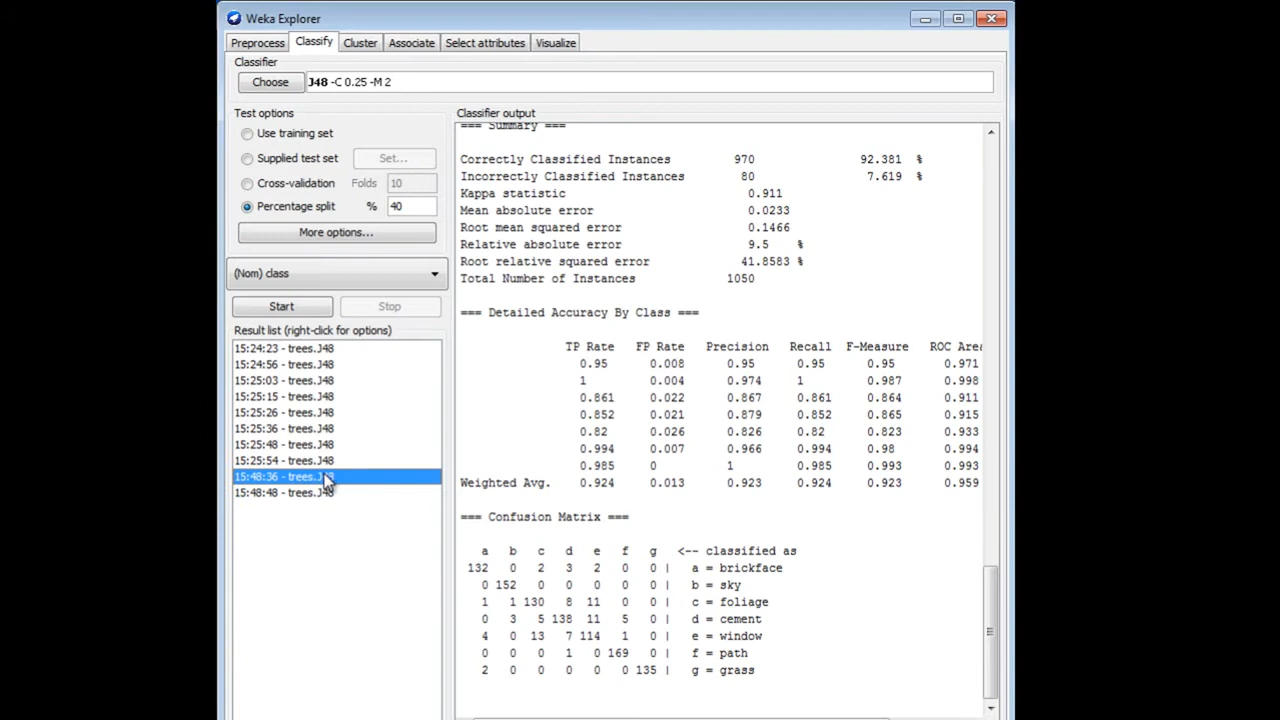 Weka Explorer
Preprocess Classify Cluster Associate Select attributes Visualize
Classifier
Choose J48 -C 0.25 -M 2
Test options
Use training set
Supplied test set Set...
Cross-validation Folds 10
Percentage split % 40
More options...
(Nom) class
Start Stop
Result list (right-click for options)
15:24:23 - trees.J48
15:24:56 - trees.J48
15:25:03 - trees.J48
15:25:15 - trees.J48
15:25:26 - trees.J48
15:25:36 - trees.J48
15:25:48 - trees.J48
15:25:54 - trees.J48
15:48:36 - trees.J48
15:48:48 - trees.J48
Classifier output
=== Summary ===
Correctly Classified Instances 970 92.381 %
Incorrectly Classified Instances 80 7.619 %
Kappa statistic 0.911
Mean absolute error 0.0233
Root mean squared error 0.1466
Relative absolute error 9.5 %
Root relative squared error 41.8583 %
Total Number of Instances 1050
=== Detailed Accuracy By Class ===
TP Rate FP Rate Precision Recall F-Measure ROC Area
0.95 0.008 0.95 0.95 0.95 0.971
1 0.004 0.974 1 0.987 0.998
0.861 0.022 0.867 0.861 0.864 0.911
0.852 0.021 0.879 0.852 0.865 0.915
0.82 0.026 0.826 0.82 0.823 0.933
0.994 0.007 0.966 0.994 0.98 0.994
0.985 0 1 0.985 0.993 0.993
Weighted Avg. 0.924 0.013 0.923 0.924 0.923 0.959
=== Confusion Matrix ===
a b c d e f g <-- classified as
132 0 2 3 2 0 0 | a = brickface
0 152 0 0 0 0 0 | b = sky
1 1 130 8 11 0 0 | c = foliage
0 3 5 138 11 5 0 | d = cement
4 0 13 7 114 1 0 | e = window
0 0 0 1 0 169 0 | f = path
2 0 0 0 0 0 135 | g = grass